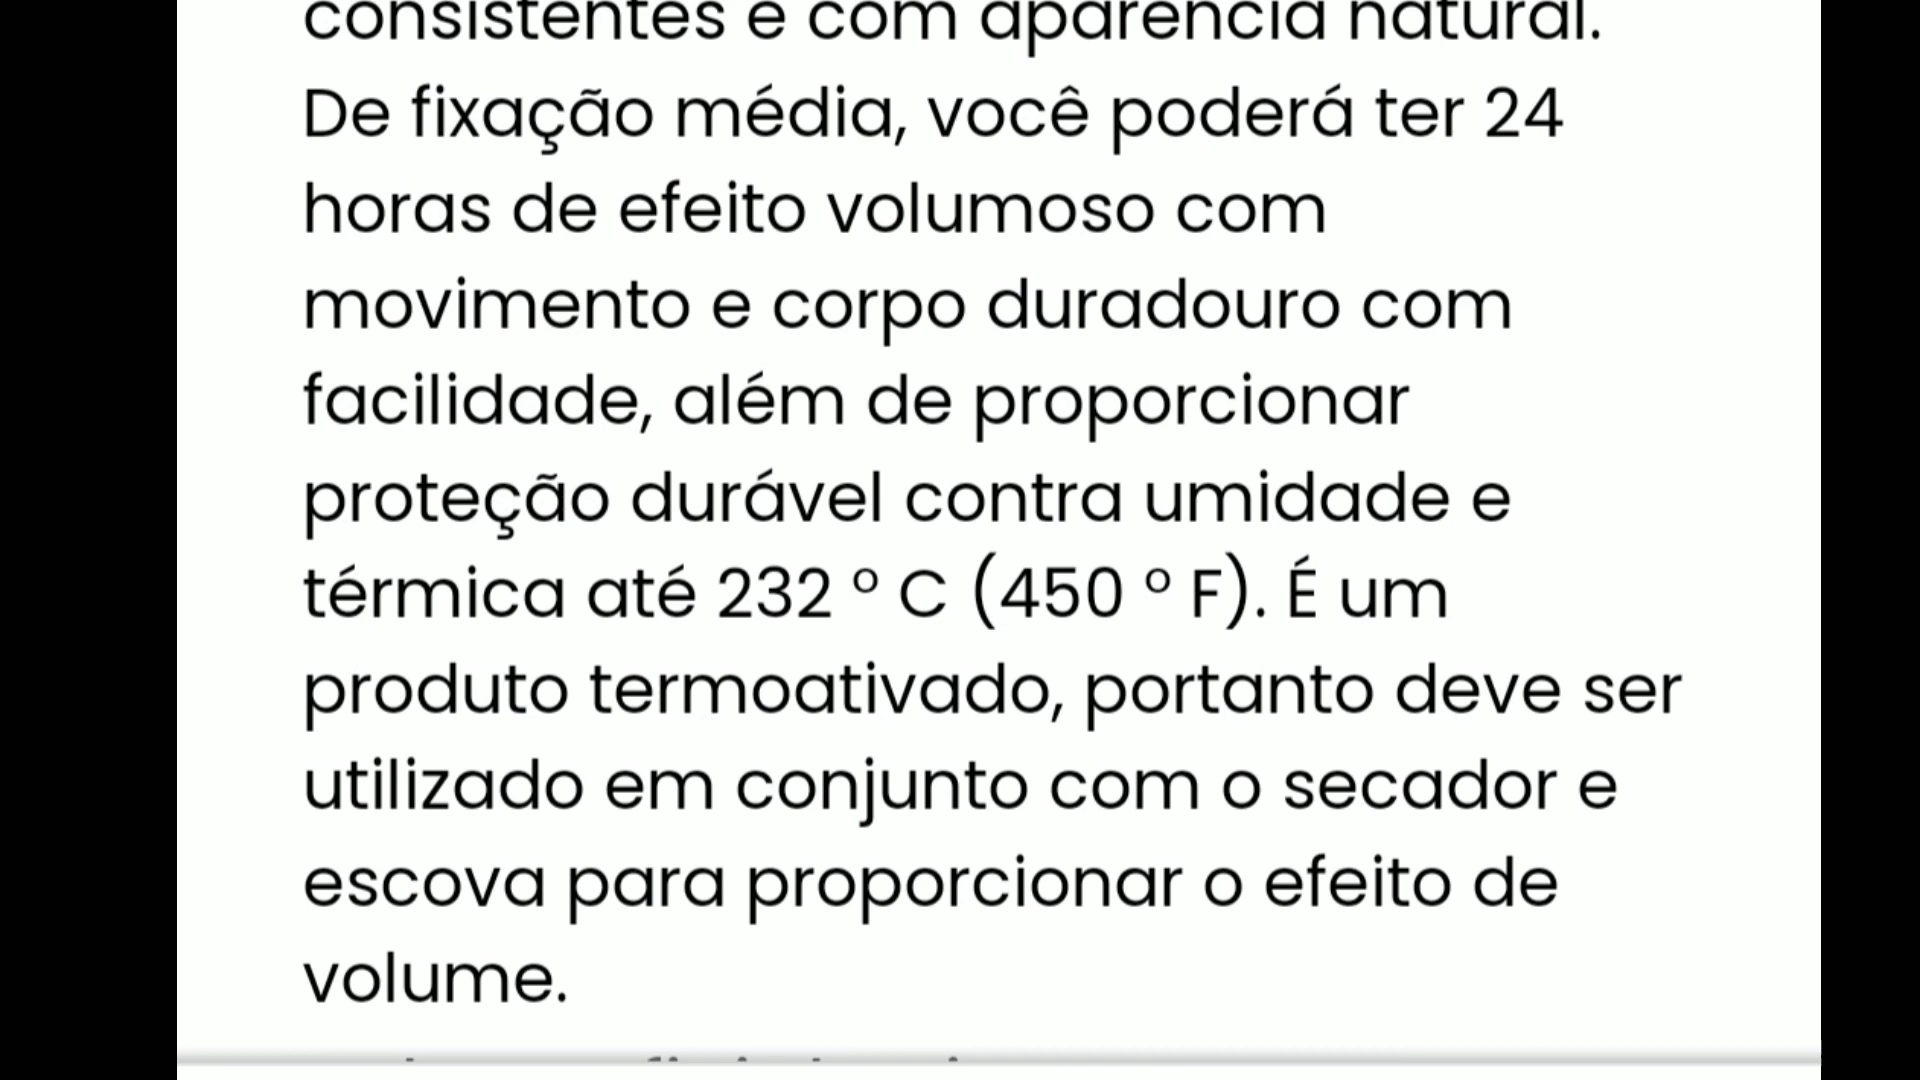 consistentes e com aparência natural.
De fixação média, você poderá ter 24
horas de efeito volumoso com
movimento e corpo duradouro com
facilidade, além de proporcionar
proteção durável contra umidade e
térmica até 232 º C (450 º F). É um
produto termoativado, portanto deve ser
utilizado em conjunto com o secador e
escova para proporcionar o efeito de
volume.